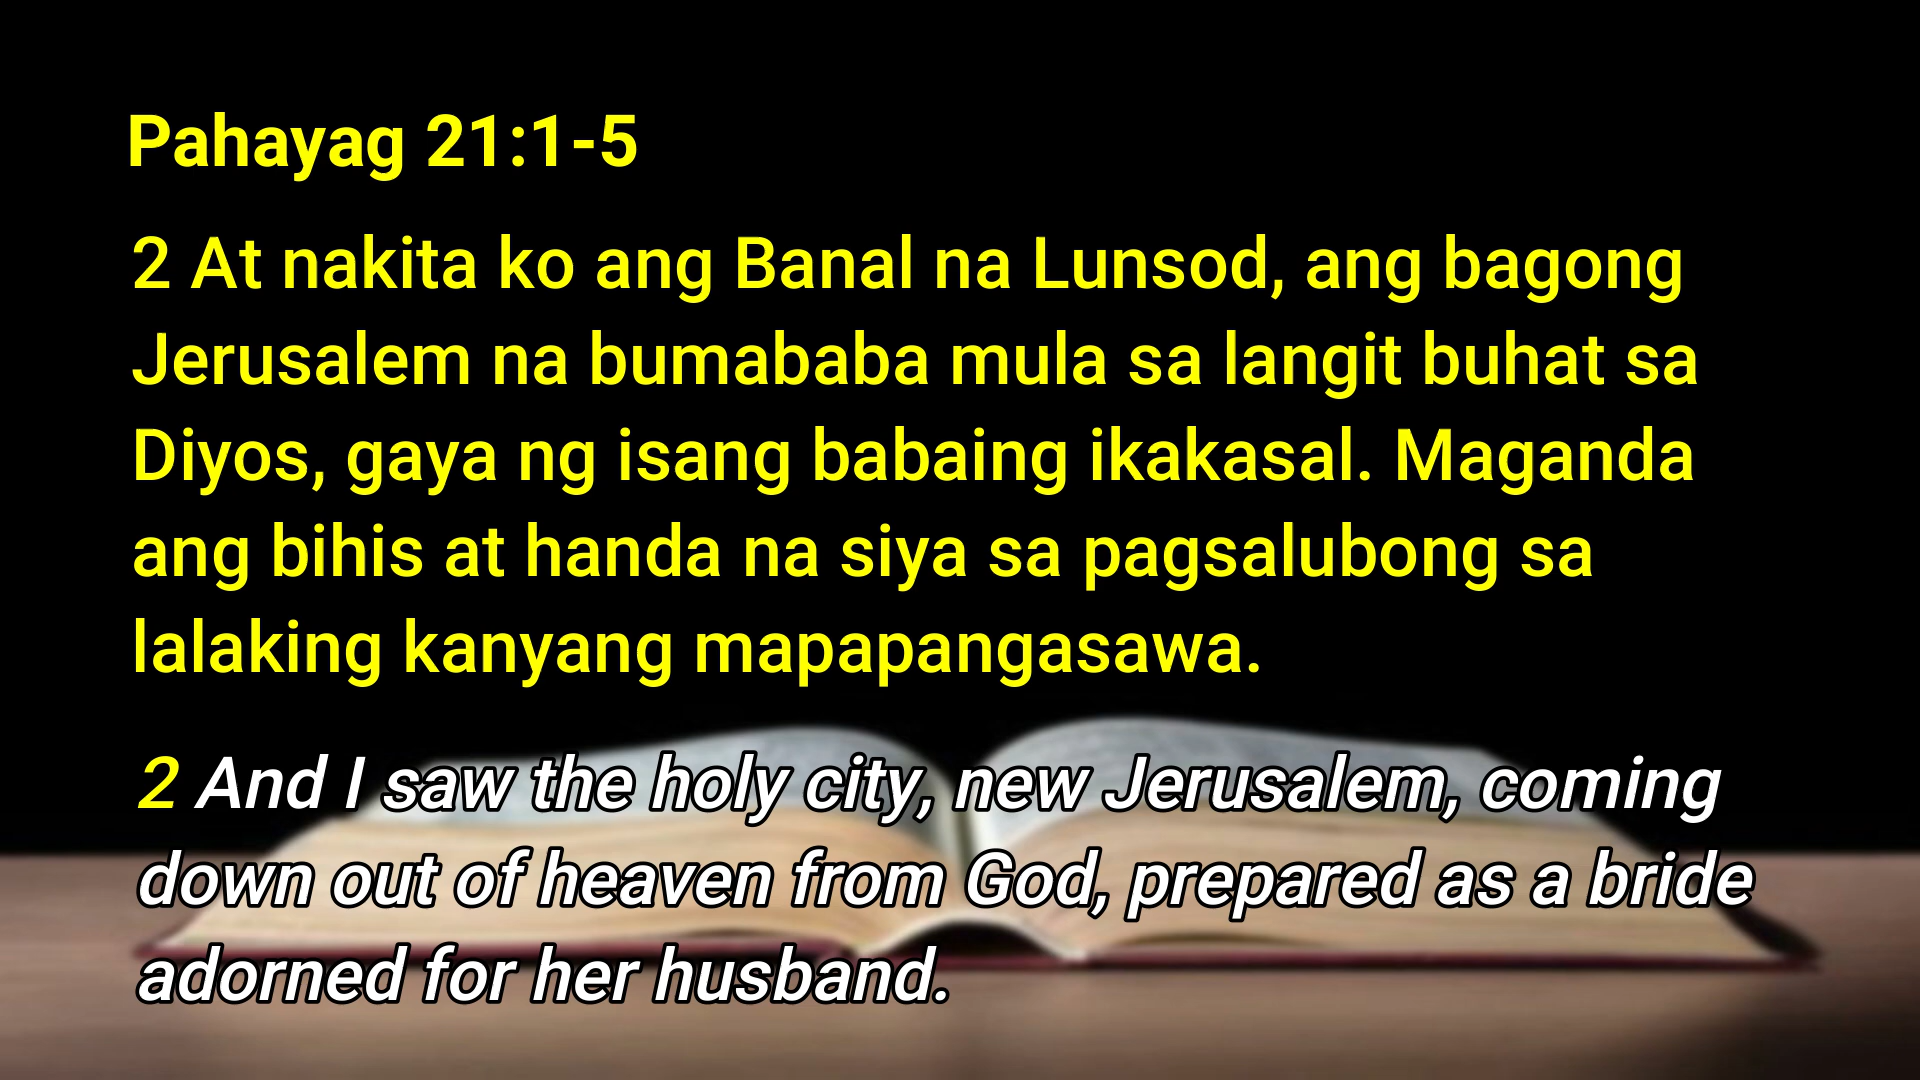 Pahayag 21:1-5
2 At nakita ko ang Banal na Lunsod, ang bagong
Jerusalem na bumababa mula sa langit buhat sa
Diyos, gaya ng isang babaing ikakasal. Maganda
ang bihis at handa na siya sa pagsalubong sa
lalaking kanyang mapapangasawa.
2 And I saw the holy city, new Jerusalem, coming
down out of heaven from God, prepared as a bride
adorned for her husband.